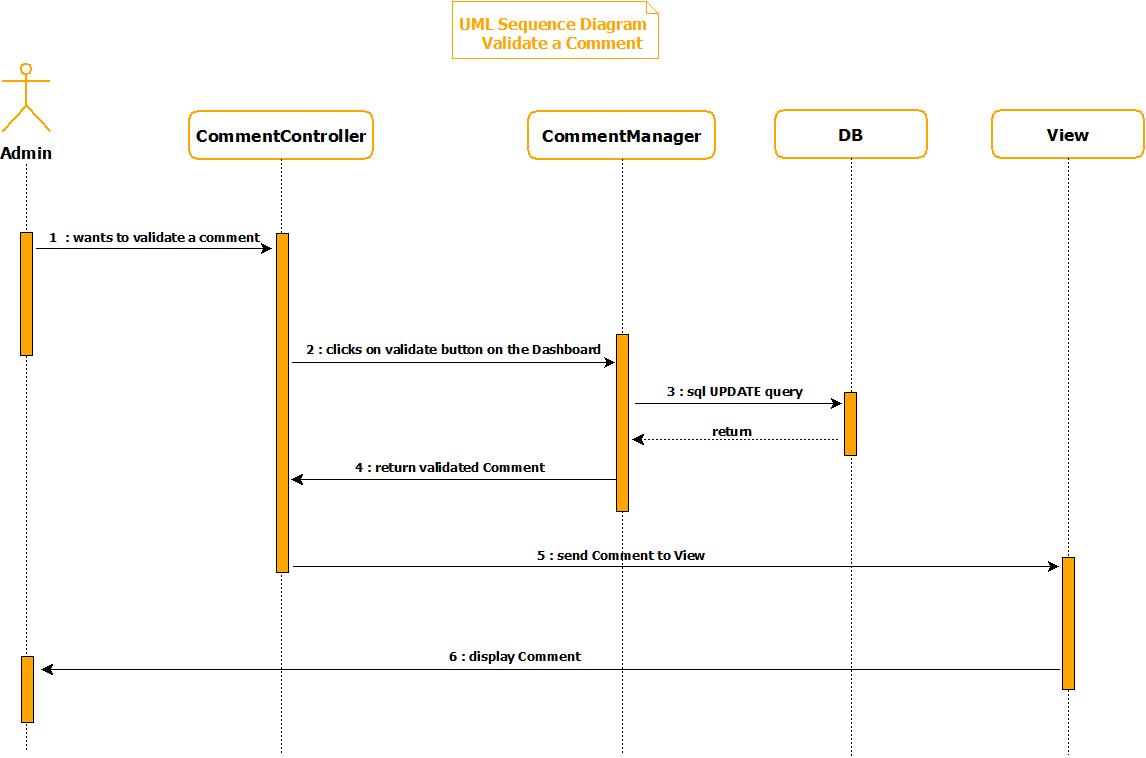 UML Sequence Diagram
Validate a Comment
Admin
CommentController
CommentManager
DB
View
1 : wants to validate a comment
2 : clicks on validate button on the Dashboard
3 : sql UPDATE query
return
4 : return validated Comment
5 : send Comment to View
6 : display Comment